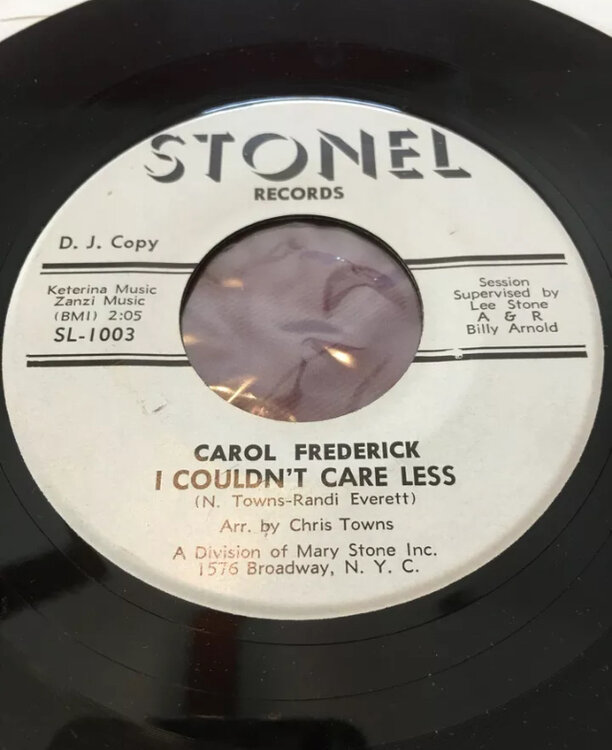 STONEL
RECORDS
D. J. Copy
Keterina Music
Zanzi Music
(BMI) 2:05
SL-1003
Session
Supervised by
Lee Stone
A & R
Billy Arnold
CAROL FREDERICK
I COULDN'T CARE LESS
(N. Towns-Randi Everett)
Arr. by Chris Towns
A Division of Mary Stone Inc.
1576 Broadway, N. Y. C.